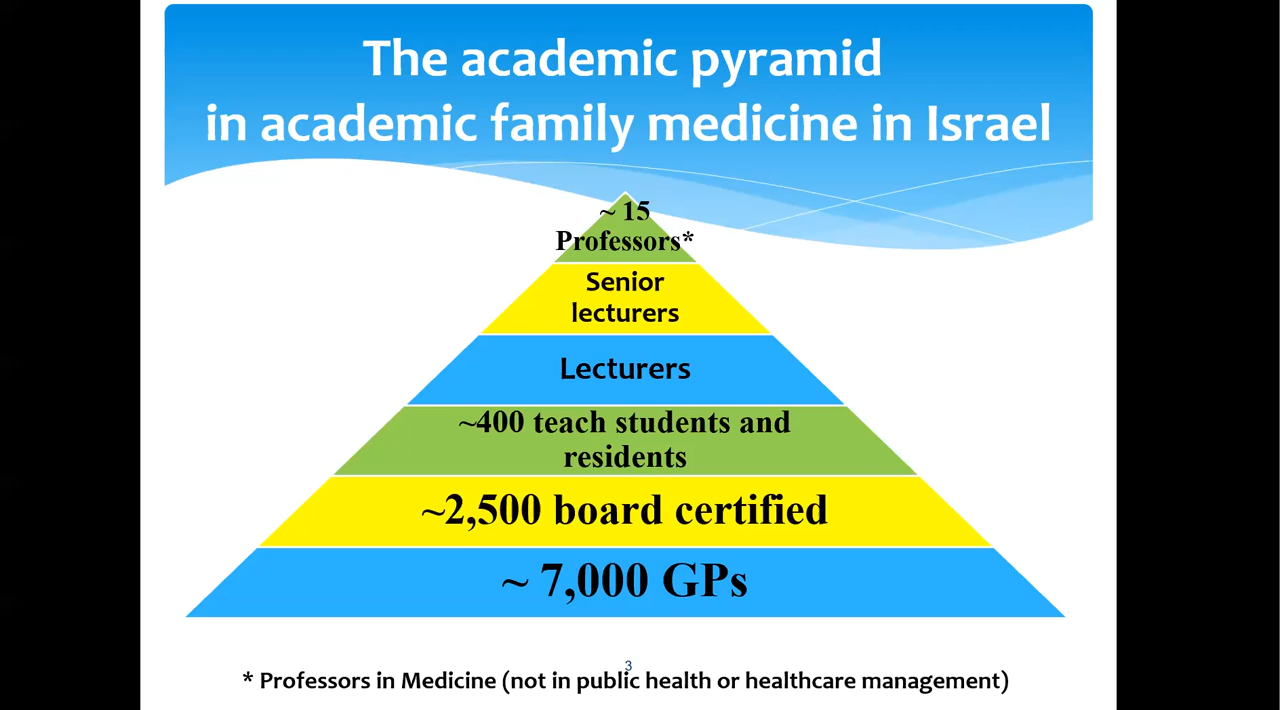 The academic pyramid
in academic family medicine in Israel
~ 15
Professors*
Senior
lecturers
Lecturers
~400 teach students and
residents
~2,500 board certified
~ 7,000 GPs
3
* Professors in Medicine (not in public health or healthcare management)